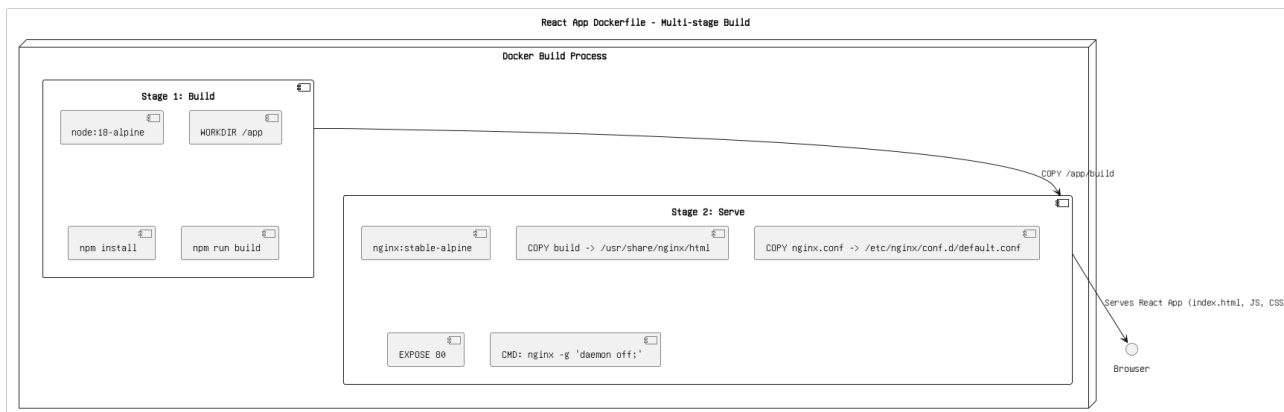 React App Dockerfile - Multi-stage Build
Docker Build Process
Stage 1: Build
node:18-alpine
WORKDIR /app
npm install
npm run build
COPY /app/build
Stage 2: Serve
nginx:stable-alpine
COPY build -> /usr/share/nginx/html
COPY nginx.conf -> /etc/nginx/conf.d/default.conf
EXPOSE 80
CMD: nginx -g 'daemon off;'
Serves React App (index.html, JS, CSS
Browser